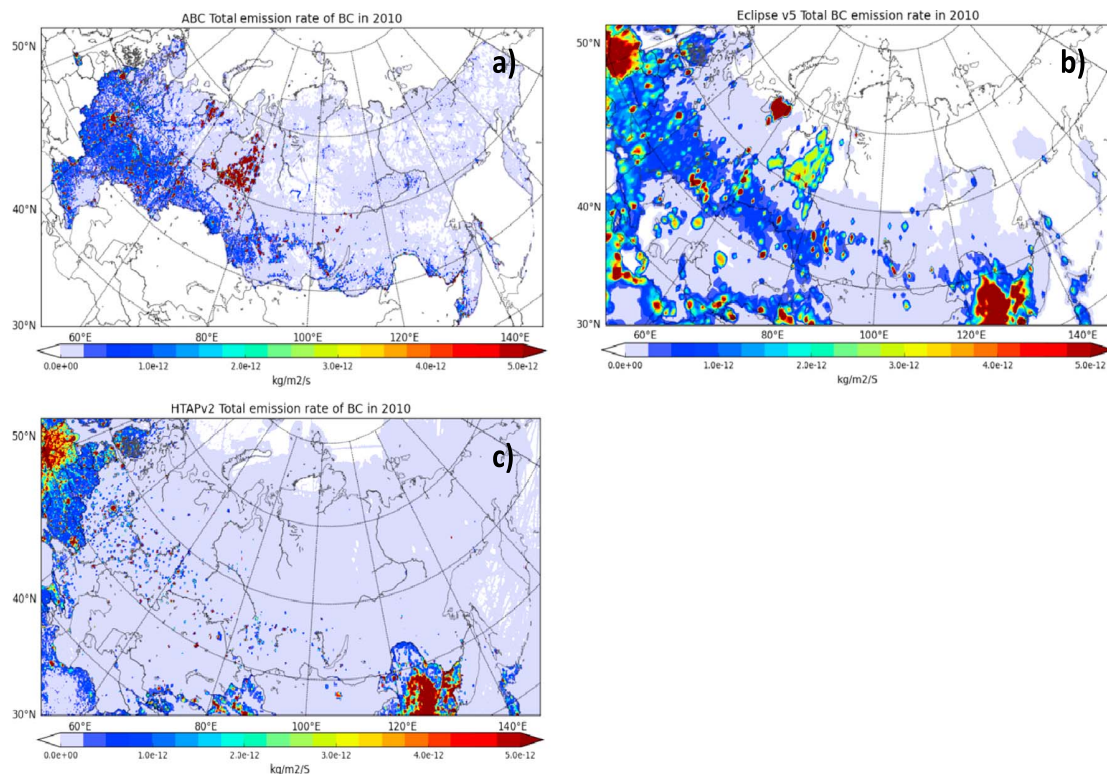 ABC Total emission rate of BC in 2010
a)
50°N
40°N
30°N
60°E 80°E 100°E 120°E 140°E
0.0e+00 1.0e-12 2.0e-12 3.0e-12 4.0e-12 5.0e-12
kg/m2/s
Eclipse v5 Total BC emission rate in 2010
b)
50°N
40°N
30°N
60°E 80°E 100°E 120°E 140°E
0.0e+00 1.0e-12 2.0e-12 3.0e-12 4.0e-12 5.0e-12
kg/m2/S
HTAPv2 Total emission rate of BC in 2010
c)
50°N
40°N
30°N
60°E 80°E 100°E 120°E 140°E
0.0e+00 1.0e-12 2.0e-12 3.0e-12 4.0e-12 5.0e-12
kg/m2/S